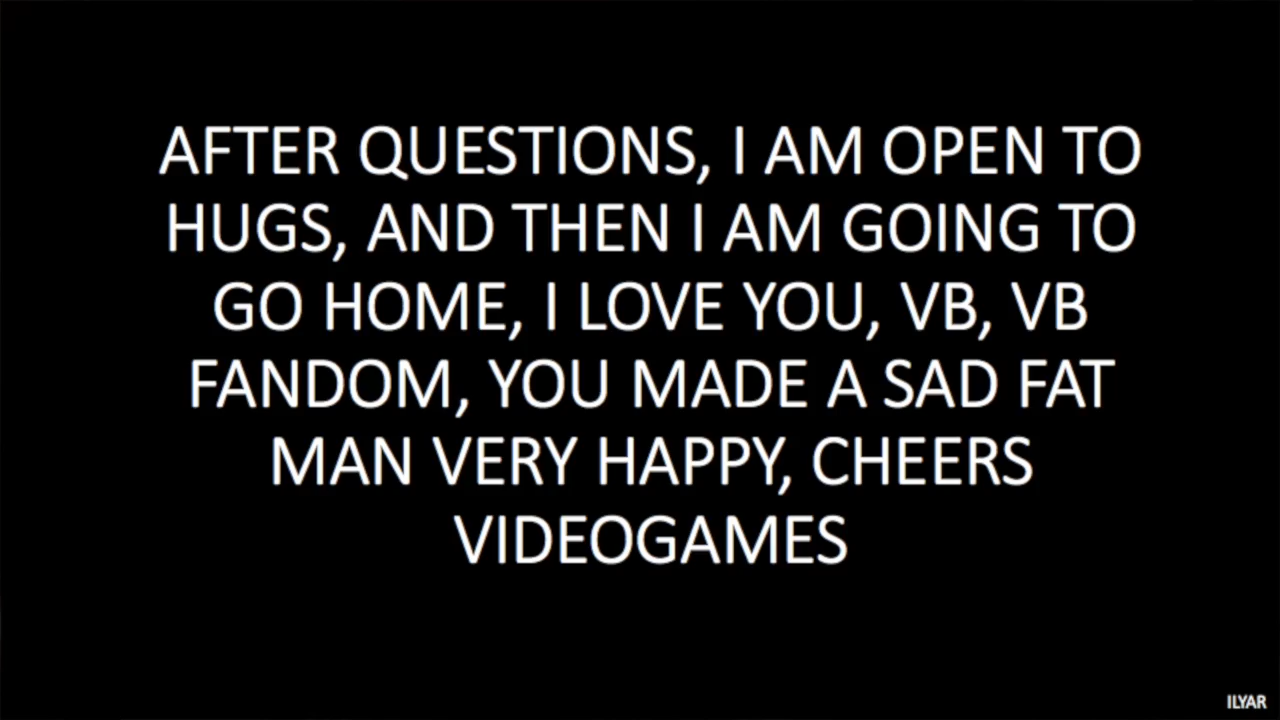 AFTER QUESTIONS, I AM OPEN TO
HUGS, AND THEN I AM GOING TO
GO HOME, I LOVE YOU, VB, VB
FANDOM, YOU MADE A SAD FAT
MAN VERY HAPPY, CHEERS
VIDEOGAMES
ILYAR